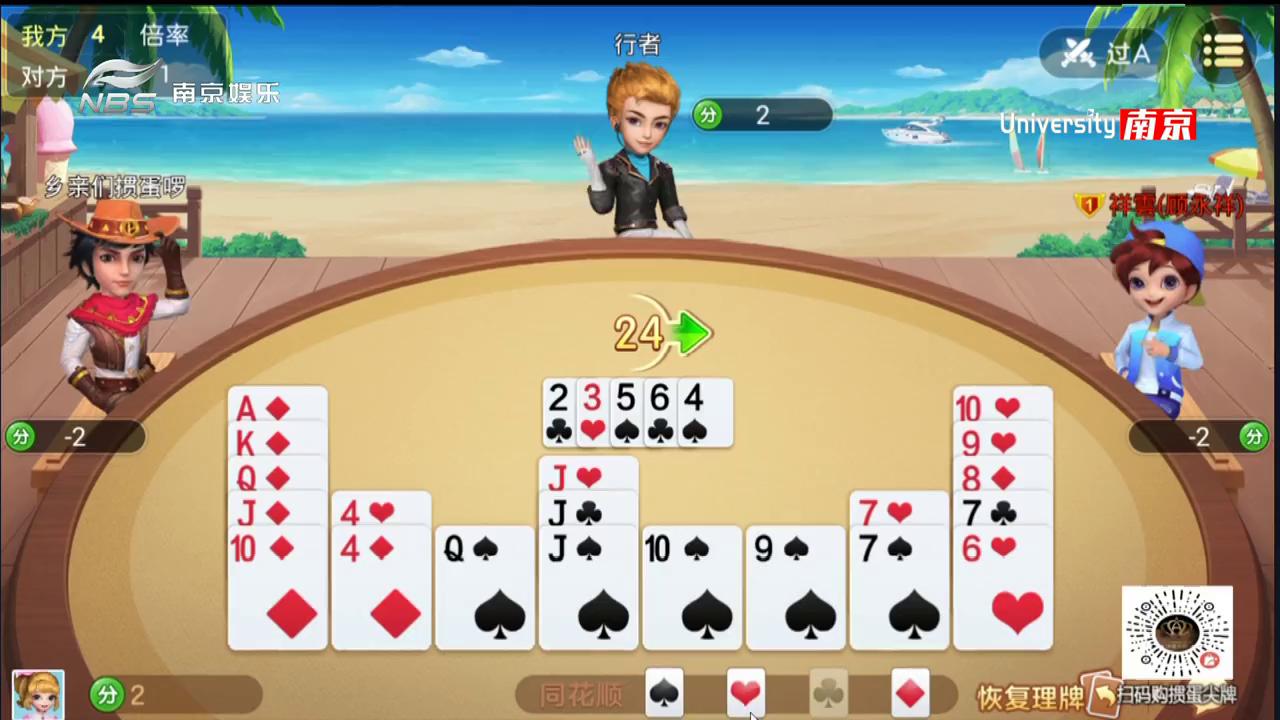 我方 4 倍率
对方 1
NBS 南京娱乐
行者
分 2
过A
University 南京
乡亲们掼蛋啰
1 祥雲(顾永祥)
24
分 -2
-2 分
2 3 5 6 4
A
K
Q
J
10
4
4
Q
J
J
J
10
9
7
7
10
9
8
7
6
分 2
同花顺
恢复理牌
扫码购掼蛋尖牌